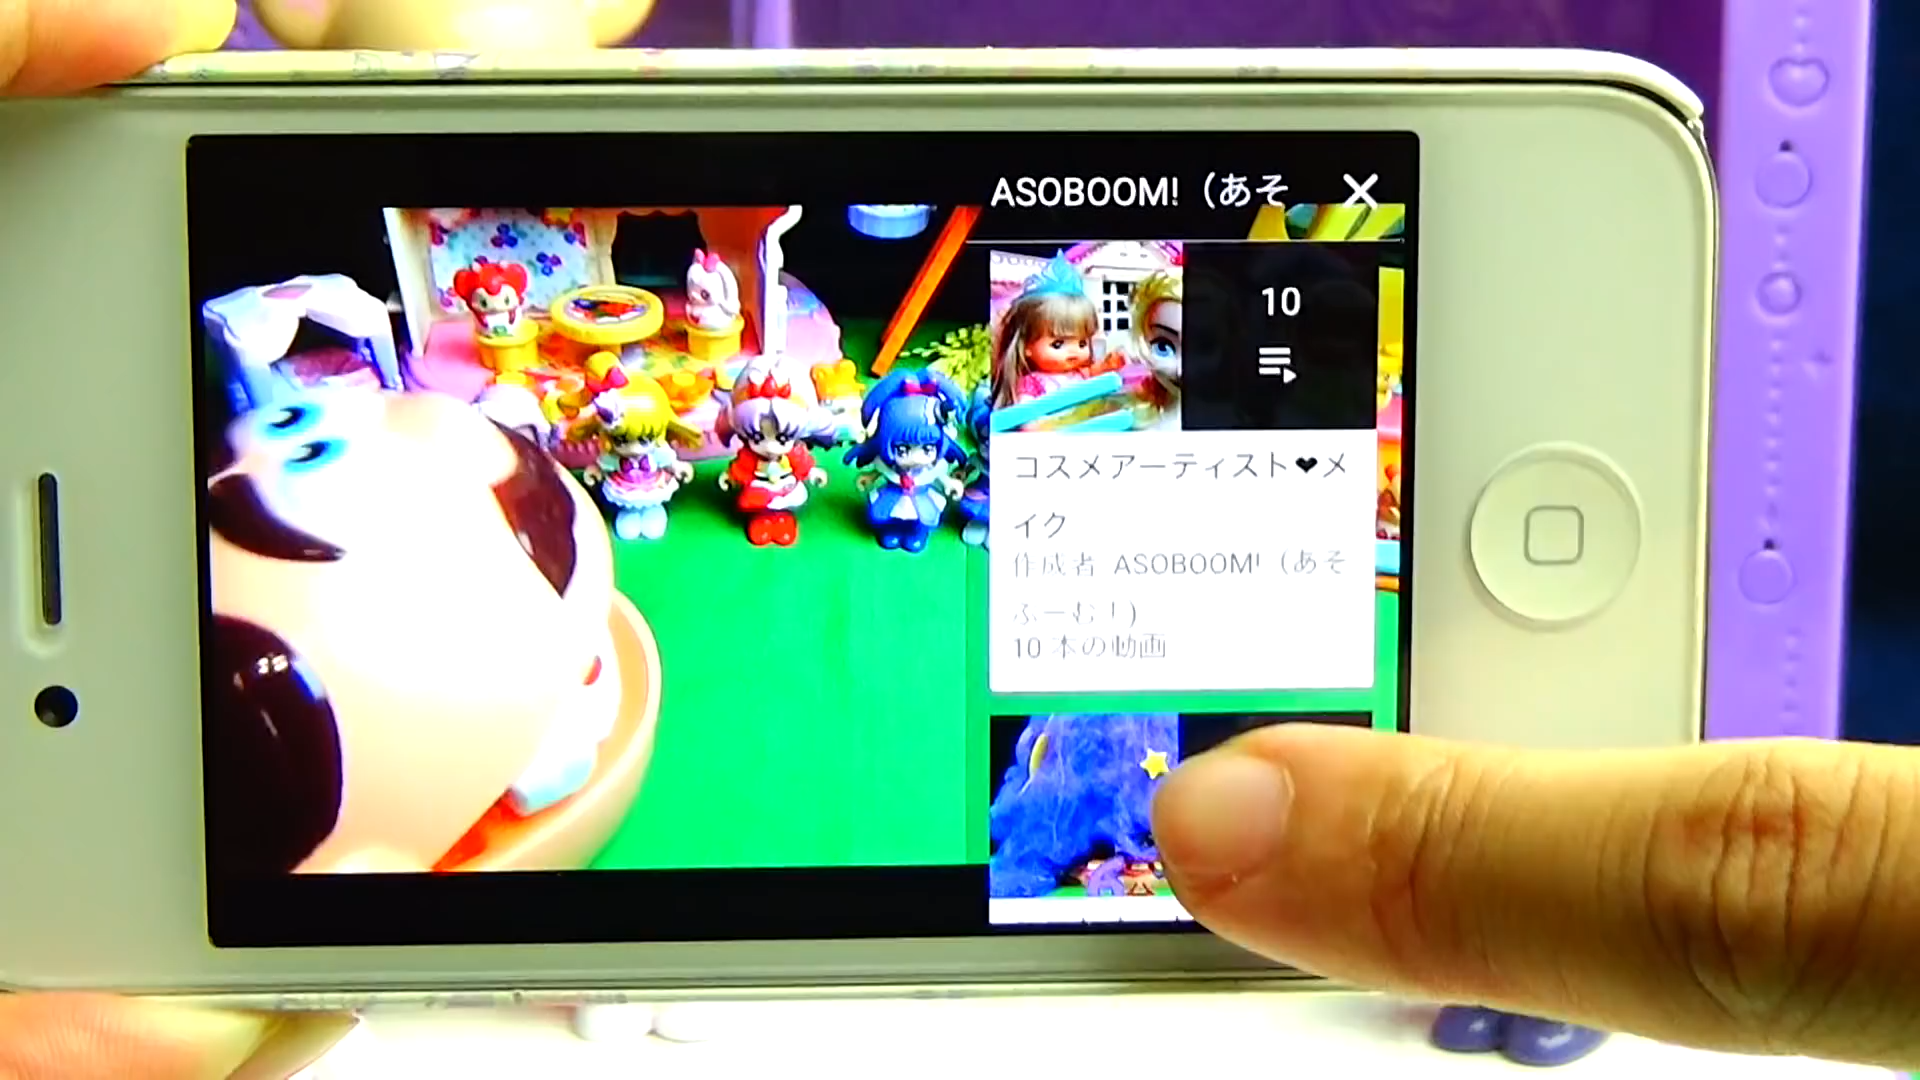 ASOBOOM!（あそ
10
コスメアーティスト❤メ
イク
作成者 ASOBOOM!（あそ
ぶーむ！)
10 本の動画